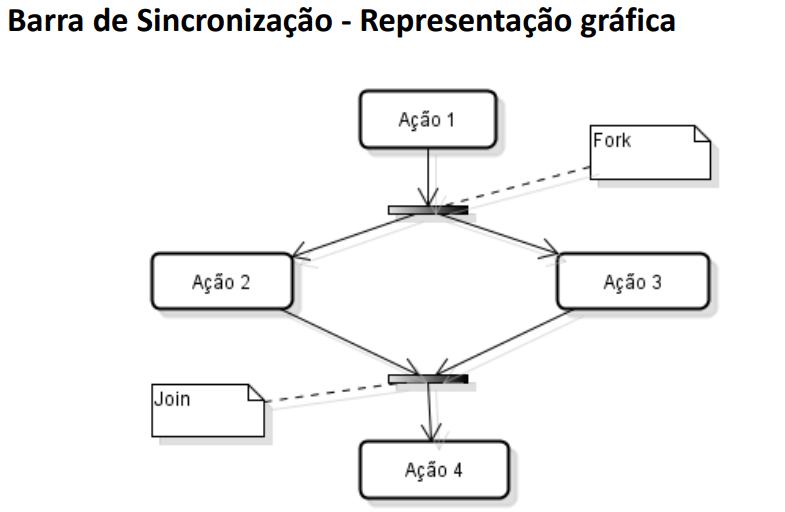 Barra de Sincronização - Representação gráfica
Ação 1
Fork
Ação 2
Ação 3
Join
Ação 4